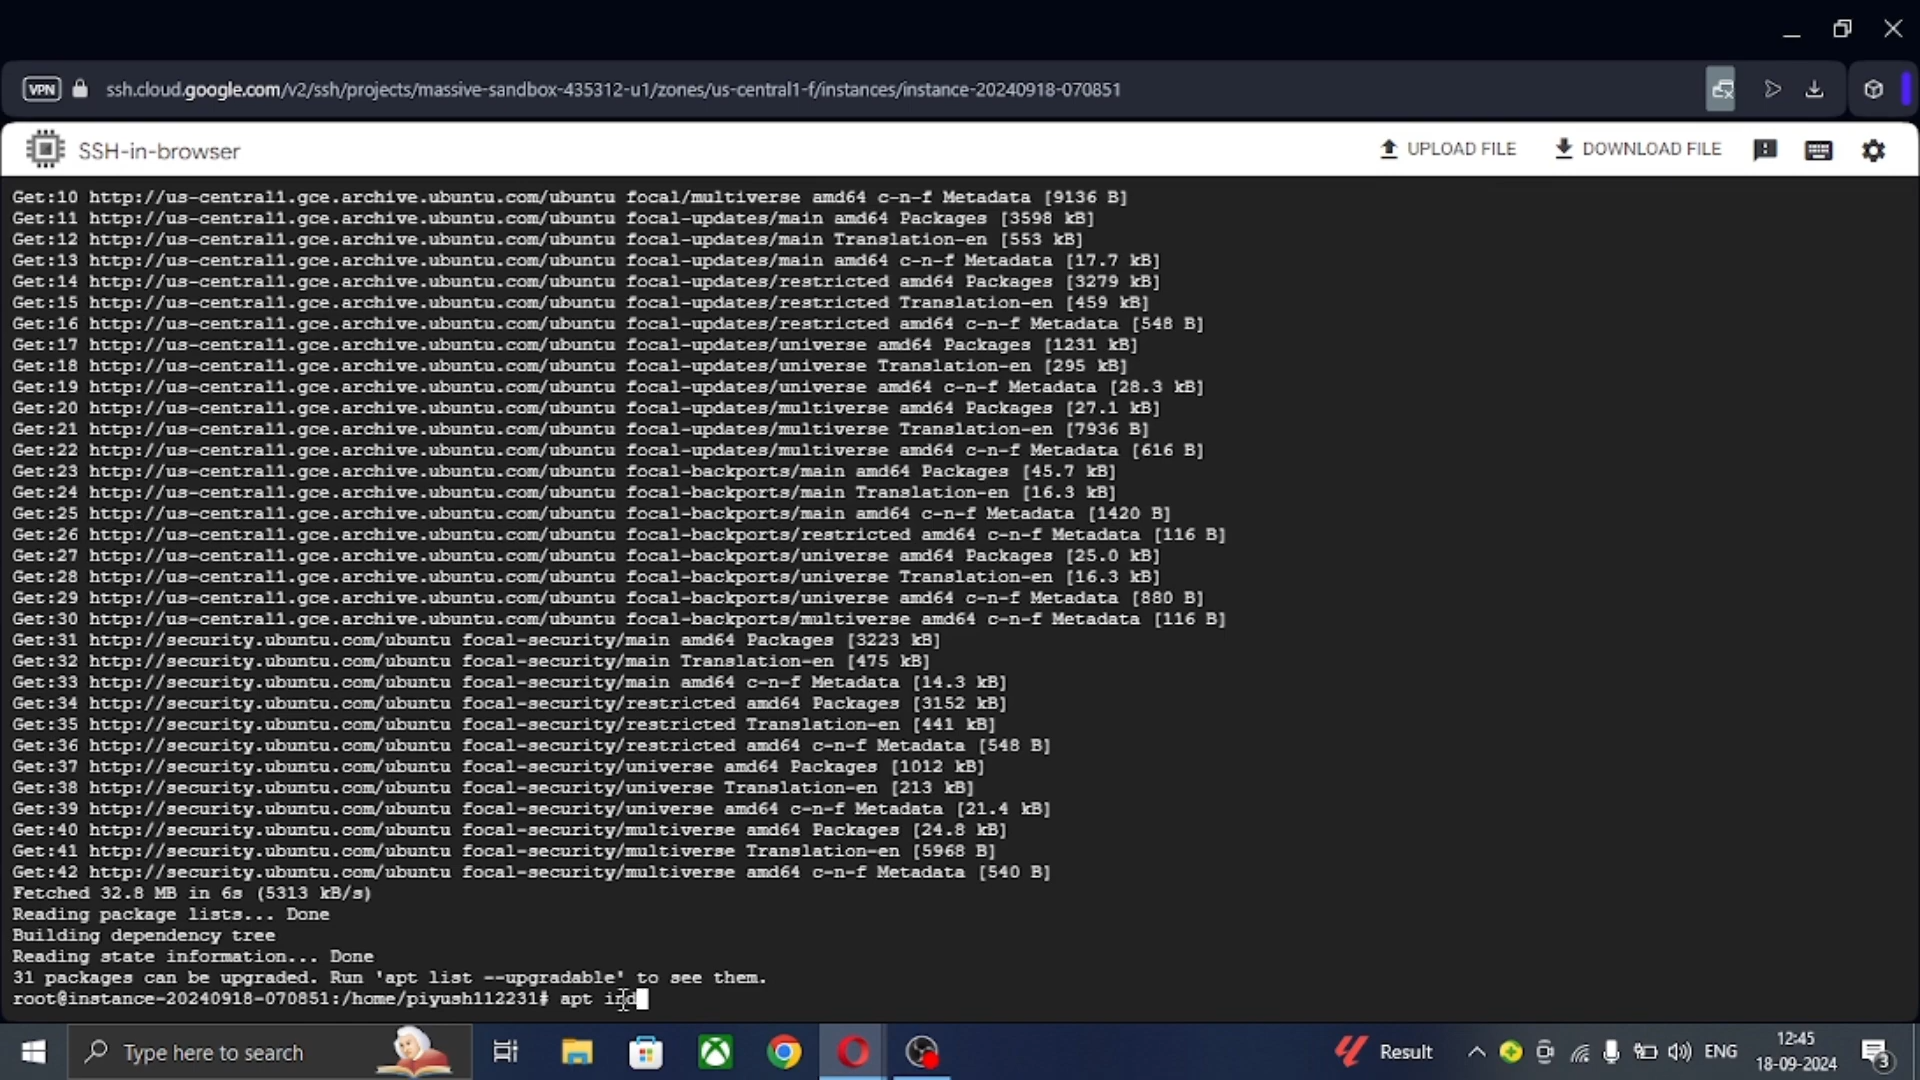 VPN ssh.cloud.google.com/v2/ssh/projects/massive-sandbox-435312-u1/zones/us-central1-f/instances/instance-20240918-070851
SSH-in-browser UPLOAD FILE DOWNLOAD FILE
Get:10 http://us-central1.gce.archive.ubuntu.com/ubuntu focal/multiverse amd64 c-n-f Metadata [9136 B]
Get:11 http://us-central1.gce.archive.ubuntu.com/ubuntu focal-updates/main amd64 Packages [3598 kB]
Get:12 http://us-central1.gce.archive.ubuntu.com/ubuntu focal-updates/main Translation-en [553 kB]
Get:13 http://us-central1.gce.archive.ubuntu.com/ubuntu focal-updates/main amd64 c-n-f Metadata [17.7 kB]
Get:14 http://us-central1.gce.archive.ubuntu.com/ubuntu focal-updates/restricted amd64 Packages [3279 kB]
Get:15 http://us-central1.gce.archive.ubuntu.com/ubuntu focal-updates/restricted Translation-en [459 kB]
Get:16 http://us-central1.gce.archive.ubuntu.com/ubuntu focal-updates/restricted amd64 c-n-f Metadata [548 B]
Get:17 http://us-central1.gce.archive.ubuntu.com/ubuntu focal-updates/universe amd64 Packages [1231 kB]
Get:18 http://us-central1.gce.archive.ubuntu.com/ubuntu focal-updates/universe Translation-en [295 kB]
Get:19 http://us-central1.gce.archive.ubuntu.com/ubuntu focal-updates/universe amd64 c-n-f Metadata [28.3 kB]
Get:20 http://us-central1.gce.archive.ubuntu.com/ubuntu focal-updates/multiverse amd64 Packages [27.1 kB]
Get:21 http://us-central1.gce.archive.ubuntu.com/ubuntu focal-updates/multiverse Translation-en [7936 B]
Get:22 http://us-central1.gce.archive.ubuntu.com/ubuntu focal-updates/multiverse amd64 c-n-f Metadata [616 B]
Get:23 http://us-central1.gce.archive.ubuntu.com/ubuntu focal-backports/main amd64 Packages [45.7 kB]
Get:24 http://us-central1.gce.archive.ubuntu.com/ubuntu focal-backports/main Translation-en [16.3 kB]
Get:25 http://us-central1.gce.archive.ubuntu.com/ubuntu focal-backports/main amd64 c-n-f Metadata [1420 B]
Get:26 http://us-central1.gce.archive.ubuntu.com/ubuntu focal-backports/restricted amd64 c-n-f Metadata [116 B]
Get:27 http://us-central1.gce.archive.ubuntu.com/ubuntu focal-backports/universe amd64 Packages [25.0 kB]
Get:28 http://us-central1.gce.archive.ubuntu.com/ubuntu focal-backports/universe Translation-en [16.3 kB]
Get:29 http://us-central1.gce.archive.ubuntu.com/ubuntu focal-backports/universe amd64 c-n-f Metadata [880 B]
Get:30 http://us-central1.gce.archive.ubuntu.com/ubuntu focal-backports/multiverse amd64 c-n-f Metadata [116 B]
Get:31 http://security.ubuntu.com/ubuntu focal-security/main amd64 Packages [3223 kB]
Get:32 http://security.ubuntu.com/ubuntu focal-security/main Translation-en [475 kB]
Get:33 http://security.ubuntu.com/ubuntu focal-security/main amd64 c-n-f Metadata [14.3 kB]
Get:34 http://security.ubuntu.com/ubuntu focal-security/restricted amd64 Packages [3152 kB]
Get:35 http://security.ubuntu.com/ubuntu focal-security/restricted Translation-en [441 kB]
Get:36 http://security.ubuntu.com/ubuntu focal-security/restricted amd64 c-n-f Metadata [548 B]
Get:37 http://security.ubuntu.com/ubuntu focal-security/universe amd64 Packages [1012 kB]
Get:38 http://security.ubuntu.com/ubuntu focal-security/universe Translation-en [213 kB]
Get:39 http://security.ubuntu.com/ubuntu focal-security/universe amd64 c-n-f Metadata [21.4 kB]
Get:40 http://security.ubuntu.com/ubuntu focal-security/multiverse amd64 Packages [24.8 kB]
Get:41 http://security.ubuntu.com/ubuntu focal-security/multiverse Translation-en [5968 B]
Get:42 http://security.ubuntu.com/ubuntu focal-security/multiverse amd64 c-n-f Metadata [540 B]
Fetched 32.8 MB in 6s (5313 kB/s)
Reading package lists... Done
Building dependency tree
Reading state information... Done
31 packages can be upgraded. Run 'apt list --upgradable' to see them.
root@instance-20240918-070851:/home/piyush112231# apt ind
Type here to search Result ENG 12:45
18-09-2024 3